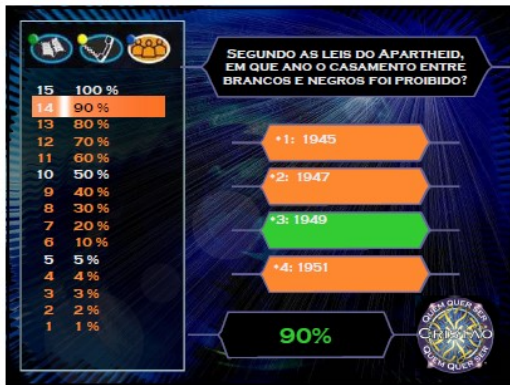 SEGUNDO AS LEIS DO APARTHEID,
EM QUE ANO O CASAMENTO ENTRE
BRANCOS E NEGROS FOI PROIBIDO?
15 100 %
14 90 %
13 80 %
12 70 %
11 60 %
10 50 %
9 40 %
8 30 %
7 20 %
6 10 %
5 5 %
4 4 %
3 3 %
2 2 %
1 1 %
•1: 1945
•2: 1947
•3: 1949
•4: 1951
90%
QUEM QUER SER
CRISTÃO
QUEM QUER SER